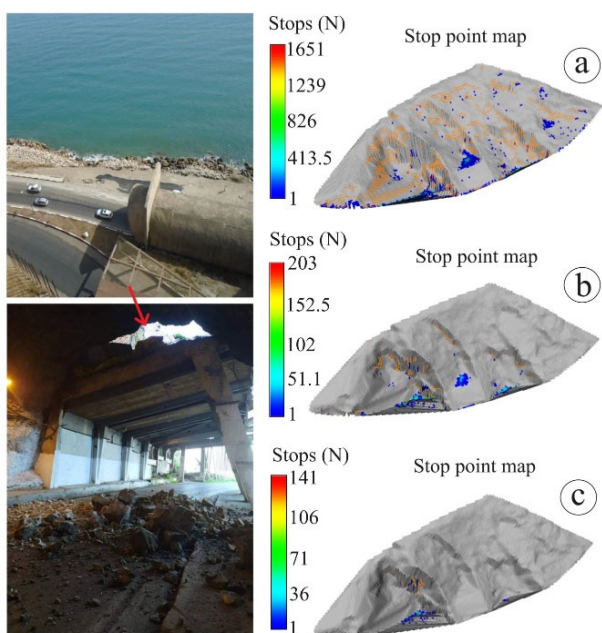 Stops (N)
1651
1239
826
413.5
1
Stop point map
a
Stops (N)
203
152.5
102
51.1
1
Stop point map
b
Stops (N)
141
106
71
36
1
Stop point map
c